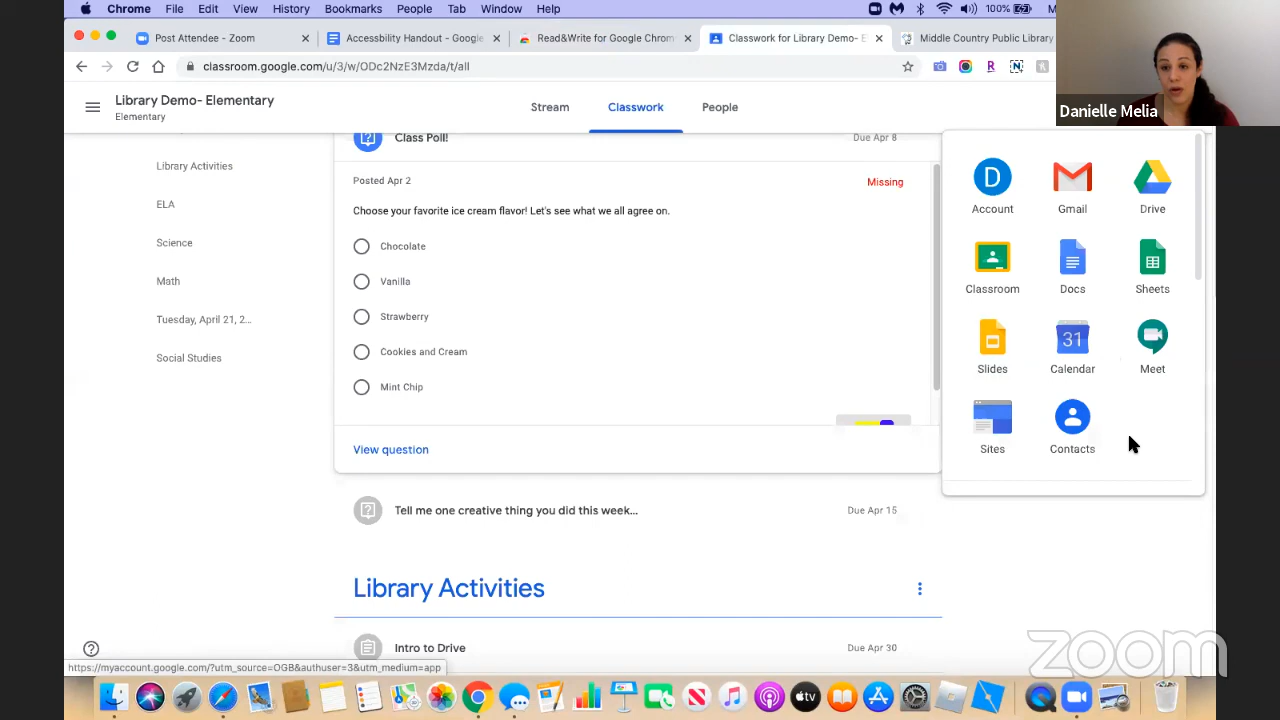 Chrome File Edit View History Bookmarks People Tab Window Help 100%
Post Attendee - Zoom
Accessbility Handout - Google
Read&Write for Google Chrom
Classwork for Library Demo- E
Middle Country Public Library
classroom.google.com/u/3/w/ODc2NzE3Mzda/t/all
Danielle Melia
Library Demo- Elementary
Elementary
Stream Classwork People
Library Activities
ELA
Science
Math
Tuesday, April 21, 2...
Social Studies
Class Poll!
Due Apr 8
Posted Apr 2
Missing
Choose your favorite ice cream flavor! Let's see what we all agree on.
Chocolate
Vanilla
Strawberry
Cookies and Cream
Mint Chip
View question
Tell me one creative thing you did this week...
Due Apr 15
Library Activities
Intro to Drive
Due Apr 30
D
Account Gmail Drive
Classroom Docs Sheets
31
Slides Calendar Meet
Sites Contacts
https://myaccount.google.com/?utm_source=OGB&authuser=3&utm_medium=app
zoom
tv